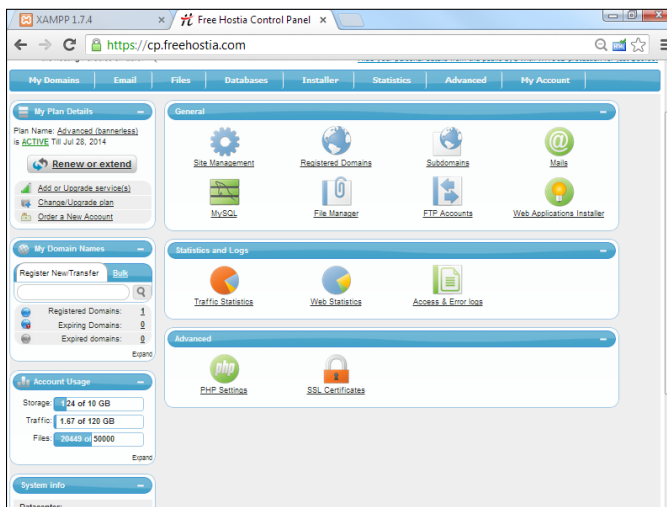 XAMPP 1.7.4
Free Hostia Control Panel
https://cp.freehostia.com
My Domains
Email
Files
Databases
Installer
Statistics
Advanced
My Account
My Plan Details
Plan Name: Advanced (bannerless)
is ACTIVE Till Jul 28, 2014
Renew or extend
Add or Upgrade service(s)
Change/Upgrade plan
Order a New Account
My Domain Names
Register New/Transfer
Bulk
Registered Domains: 1
Expiring Domains: 0
Expired domains: 0
Expand
Account Usage
Storage: 1.24 of 10 GB
Traffic: 1.67 of 120 GB
Files: 20449 of 50000
Expand
System info
Datacenter:
General
Site Management
Registered Domains
Subdomains
Mails
MySQL
File Manager
FTP Accounts
Web Applications Installer
Statistics and Logs
Traffic Statistics
Web Statistics
Access & Error logs
Advanced
php
PHP Settings
SSL Certificates